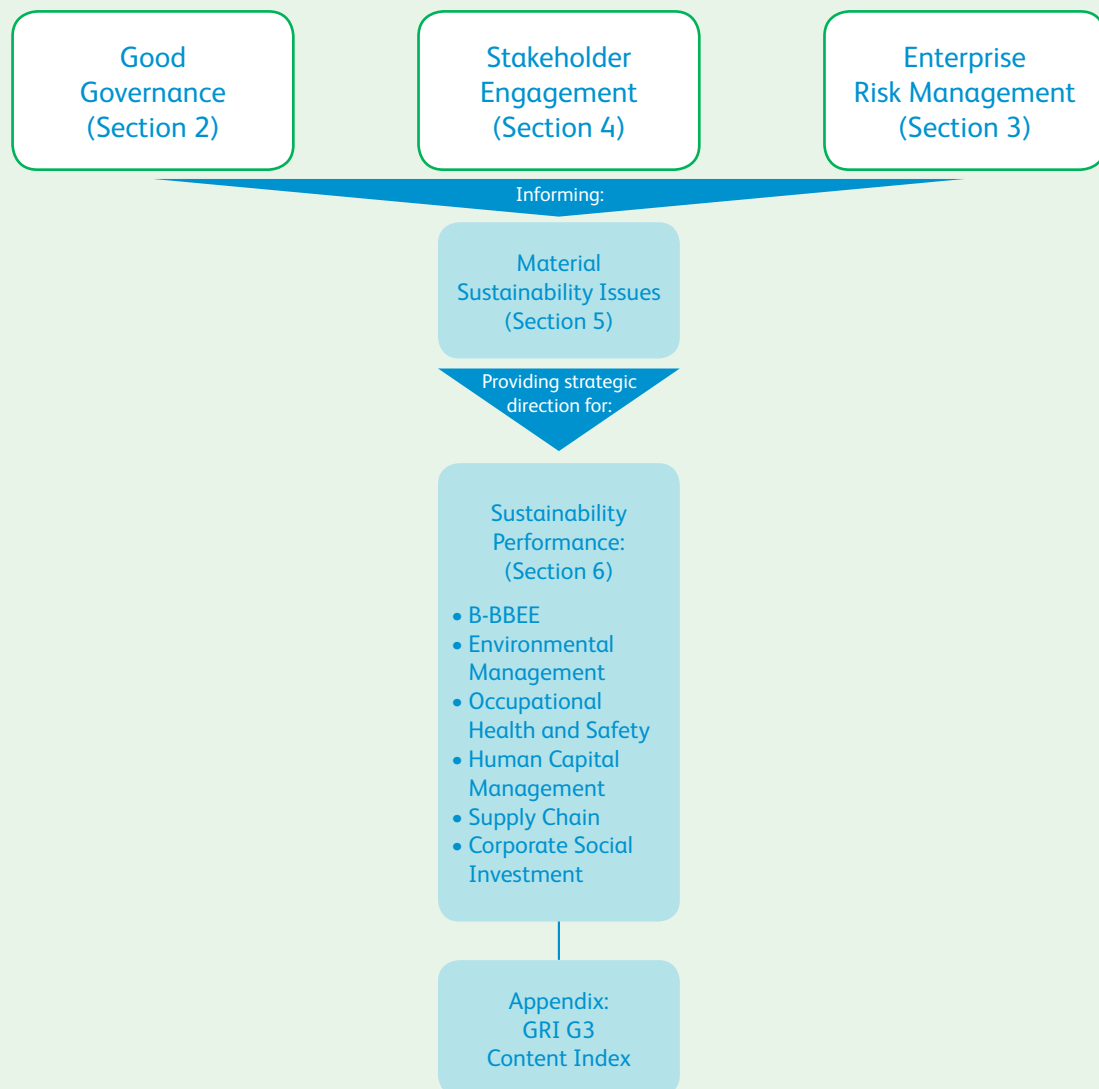 Good
Governance
(Section 2)
Stakeholder
Engagement
(Section 4)
Enterprise
Risk Management
(Section 3)
Informing:
Material
Sustainability Issues
(Section 5)
Providing strategic
direction for:
Sustainability
Performance:
(Section 6)
• B-BBEE
• Environmental
Management
• Occupational
Health and Safety
• Human Capital
Management
• Supply Chain
• Corporate Social
Investment
Appendix:
GRI G3
Content Index